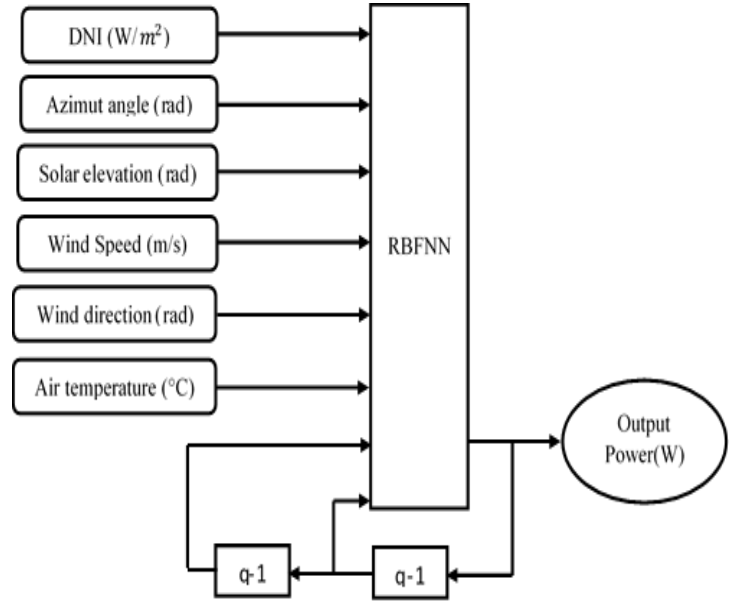 DNI (W/m²)
Azimut angle (rad)
Solar elevation (rad)
Wind Speed (m/s)
Wind direction (rad)
Air temperature (°C)
RBFNN
Output
Power(W)
q-1
q-1